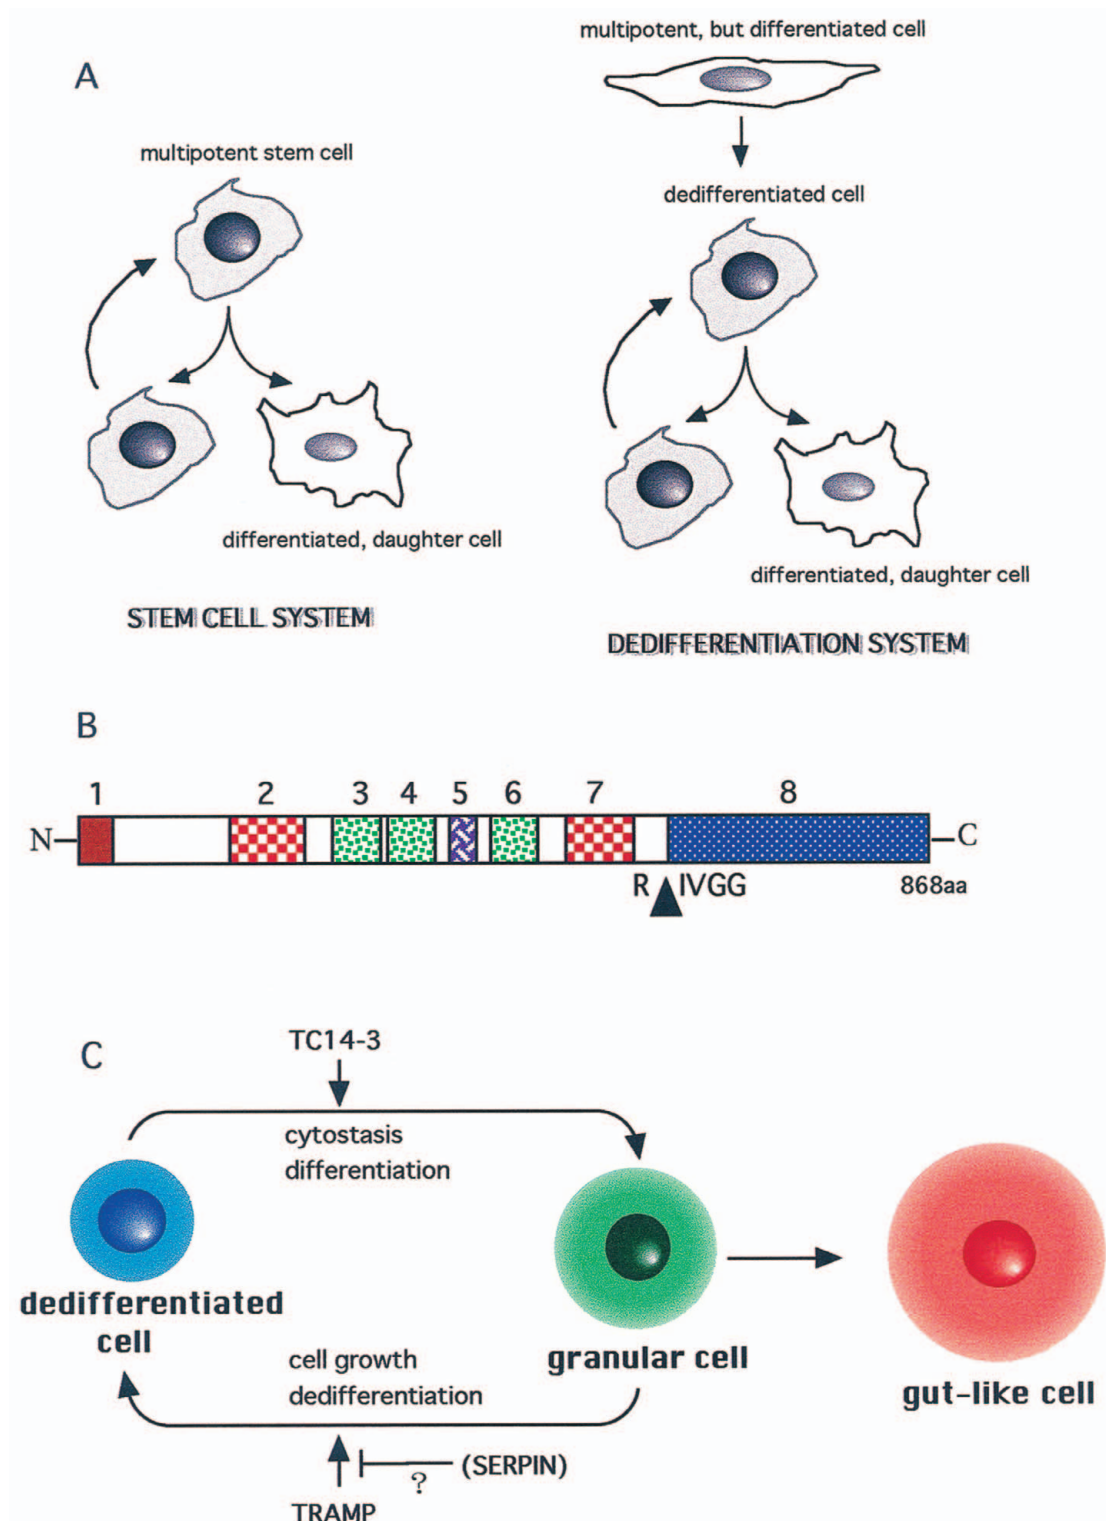 A
multipotent, but differentiated cell
multipotent stem cell
dedifferentiated cell
differentiated, daughter cell
differentiated, daughter cell
STEM CELL SYSTEM
DEDIFFERENTIATION SYSTEM
B
1 2 3 4 5 6 7 8
N C
R IVGG 868aa
C
TC14-3
cytostasis
differentiation
dedifferentiated
cell
granular cell
gut-like cell
cell growth
dedifferentiation
(SERPIN)
?
TRAMP